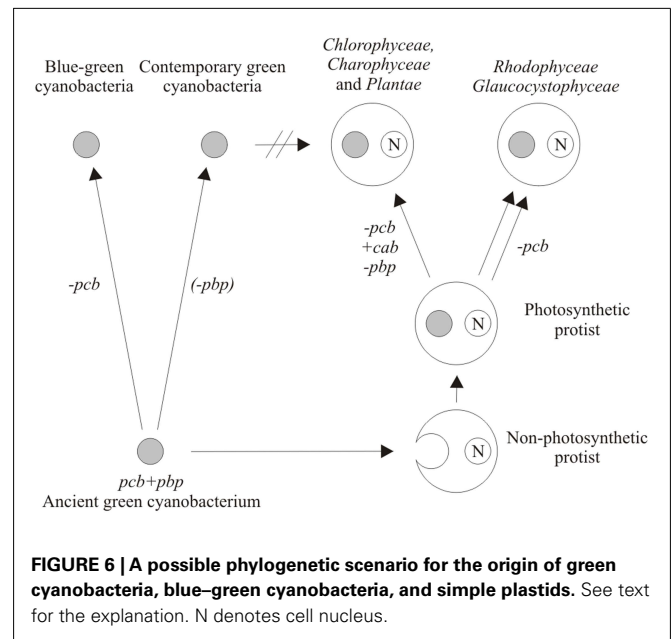 Blue-green
cyanobacteria
Contemporary green
cyanobacteria
Chlorophyceae,
Charophyceae
and Plantae
Rhodophyceae
Glaucocystophyceae
N
N
-pcb
(-pbp)
-pcb
+cab
-pbp
-pcb
N
Photosynthetic
protist
N
Non-photosynthetic
protist
pcb+pbp
Ancient green cyanobacterium
FIGURE 6 | A possible phylogenetic scenario for the origin of green
cyanobacteria, blue–green cyanobacteria, and simple plastids. See text
for the explanation. N denotes cell nucleus.